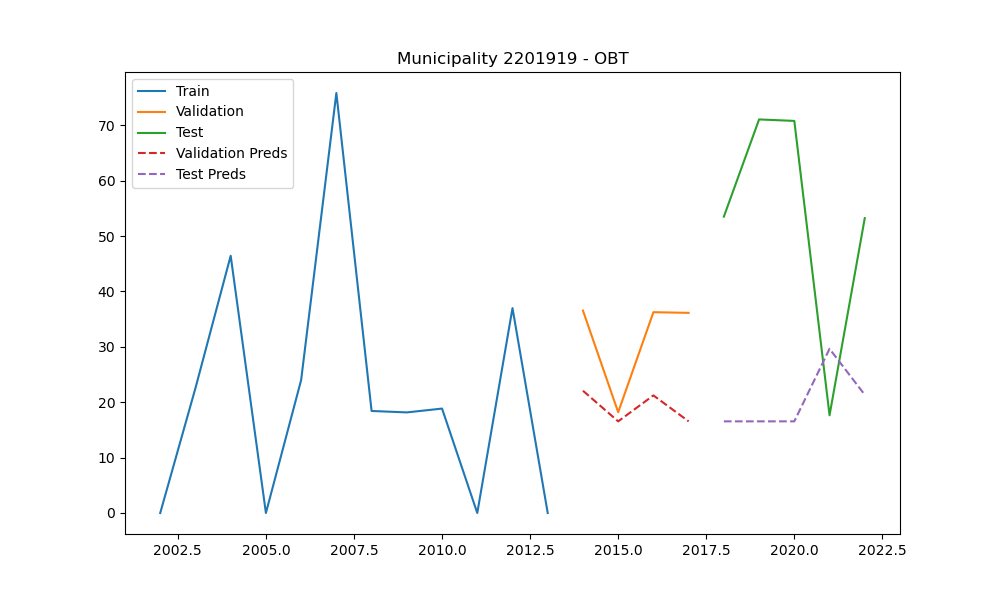 Municipality 2201919 - OBT
Train
Validation
Test
Validation Preds
Test Preds
70
60
50
40
30
20
10
0
2002.5 2005.0 2007.5 2010.0 2012.5 2015.0 2017.5 2020.0 2022.5